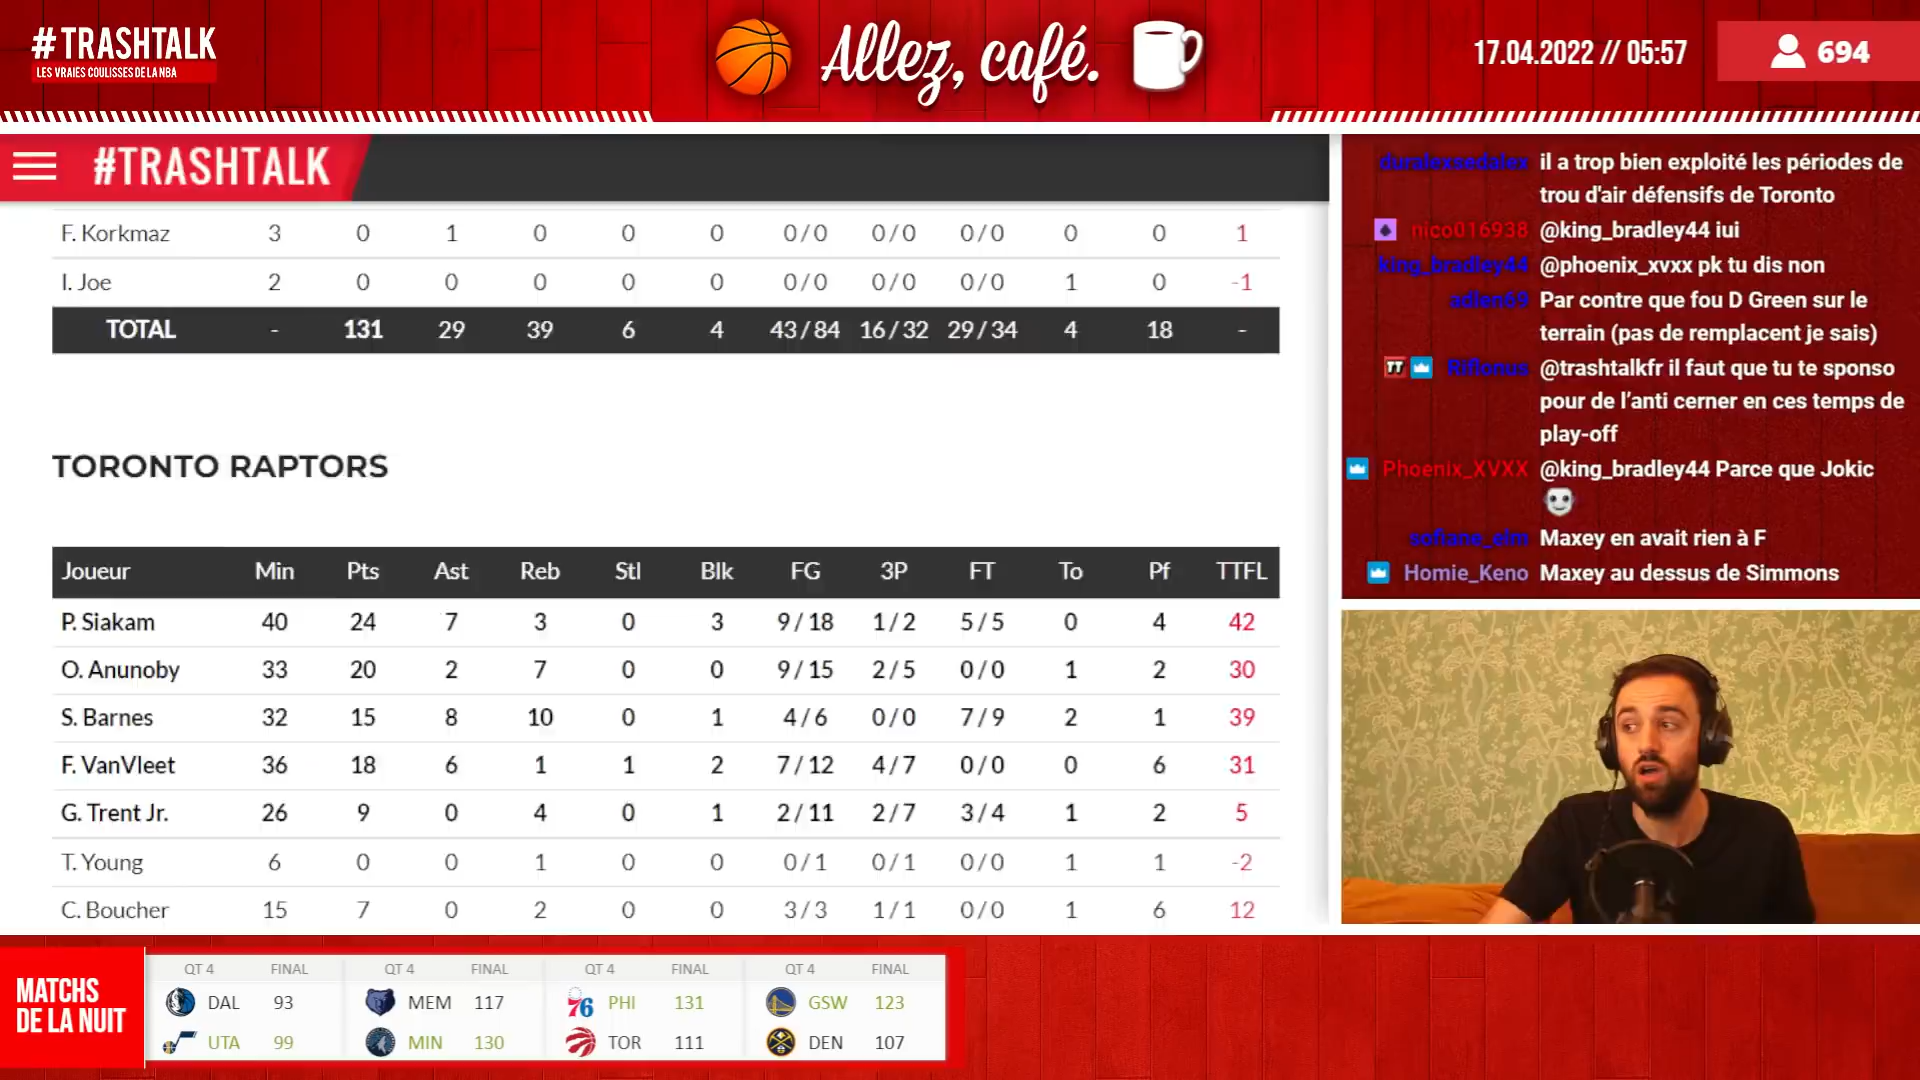 #TRASHTALK
LES VRAIES COULISSES DE LA NBA
Allez, café.
17.04.2022 // 05:57
694
#TRASHTALK
F. Korkmaz 3 0 1 0 0 0 0/0 0/0 0/0 0 0 1
I. Joe 2 0 0 0 0 0 0/0 0/0 0/0 1 0 -1
TOTAL - 131 29 39 6 4 43/84 16/32 29/34 4 18 -
TORONTO RAPTORS
Joueur Min Pts Ast Reb Stl Blk FG 3P FT To Pf TTFL
P. Siakam 40 24 7 3 0 3 9/18 1/2 5/5 0 4 42
O. Anunoby 33 20 2 7 0 0 9/15 2/5 0/0 1 2 30
S. Barnes 32 15 8 10 0 1 4/6 0/0 7/9 2 1 39
F. VanVleet 36 18 6 1 1 2 7/12 4/7 0/0 0 6 31
G. Trent Jr. 26 9 0 4 0 1 2/11 2/7 3/4 1 2 5
T. Young 6 0 0 1 0 0 0/1 0/1 0/0 1 1 -2
C. Boucher 15 7 0 2 0 0 3/3 1/1 0/0 1 6 12
duralexsedalex il a trop bien exploité les périodes de
trou d'air défensifs de Toronto
nico016938 @king_bradley44 iui
king_bradley44 @phoenix_xvxx pk tu dis non
adlen69 Par contre que fou D Green sur le
terrain (pas de remplacent je sais)
TT Riflonus @trashtalkfr il faut que tu te sponso
pour de l'anti cerner en ces temps de
play-off
Phoenix_XVXX @king_bradley44 Parce que Jokic
sofiane_elm Maxey en avait rien à F
Homie_Keno Maxey au dessus de Simmons
MATCHS
DE LA NUIT
QT 4 FINAL
DAL 93
UTA 99
QT 4 FINAL
MEM 117
MIN 130
QT 4 FINAL
76 PHI 131
TOR 111
QT 4 FINAL
GSW 123
DEN 107